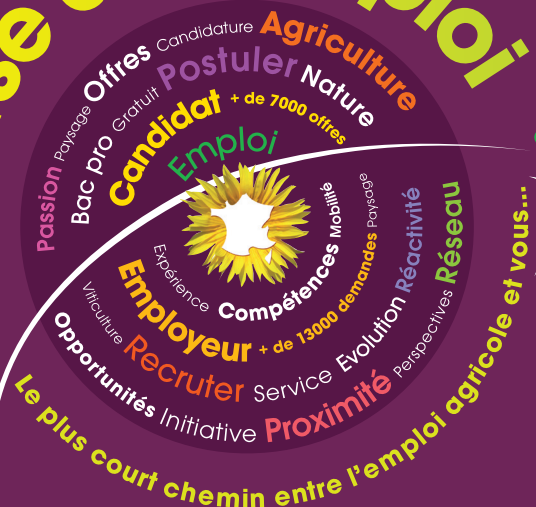 Passion Paysage Offres Candidature Agriculture
Bac pro Gratuit Postuler Nature
Candidat + de 7000 offres
Emploi
Expérience Compétences Mobilité
Employeur + de 13000 demandes Paysage
Viticulture Recruter Service Evolution Réactivité
Opportunités Initiative Proximité Perspectives Réseau
Le plus court chemin entre l'emploi agricole et vous...